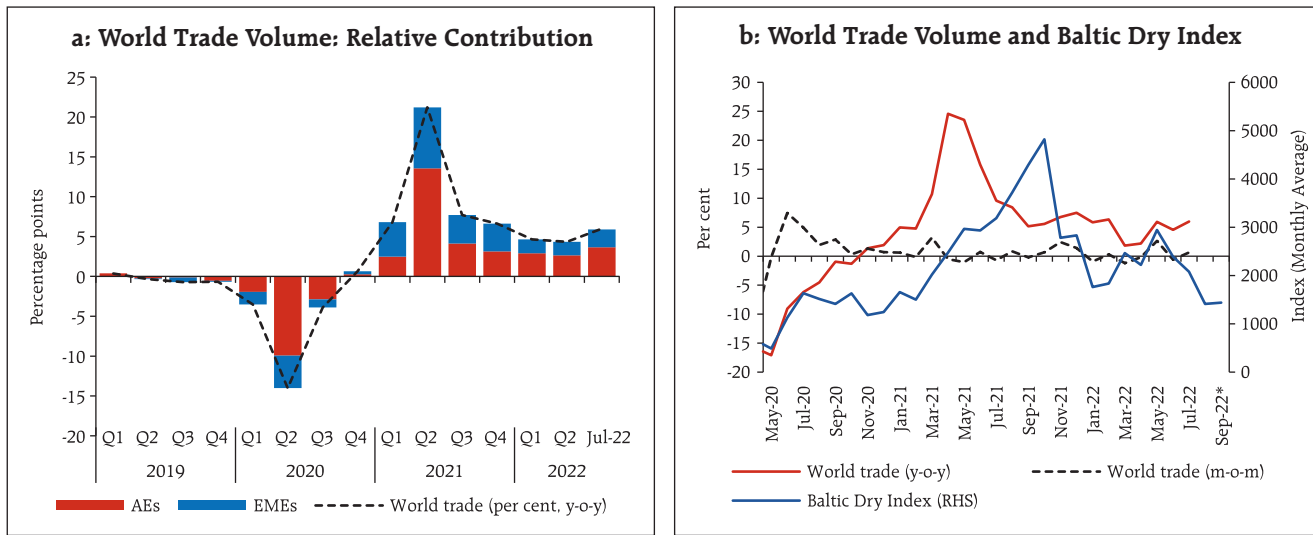 a: World Trade Volume: Relative Contribution
Percentage points
25
20
15
10
5
0
-5
-10
-15
-20
Q1 Q2 Q3 Q4 Q1 Q2 Q3 Q4 Q1 Q2 Q3 Q4 Q1 Q2 Jul-22
2019 2020 2021 2022
AEs EMEs World trade (per cent, y-o-y)
b: World Trade Volume and Baltic Dry Index
Per cent
30
25
20
15
10
5
0
-5
-10
-15
-20
6000
5000
4000
3000
2000
1000
0
Index (Monthly Average)
May-20 Jul-20 Sep-20 Nov-20 Jan-21 Mar-21 May-21 Jul-21 Sep-21 Nov-21 Jan-22 Mar-22 May-22 Jul-22 Sep-22*
World trade (y-o-y) World trade (m-o-m)
Baltic Dry Index (RHS)